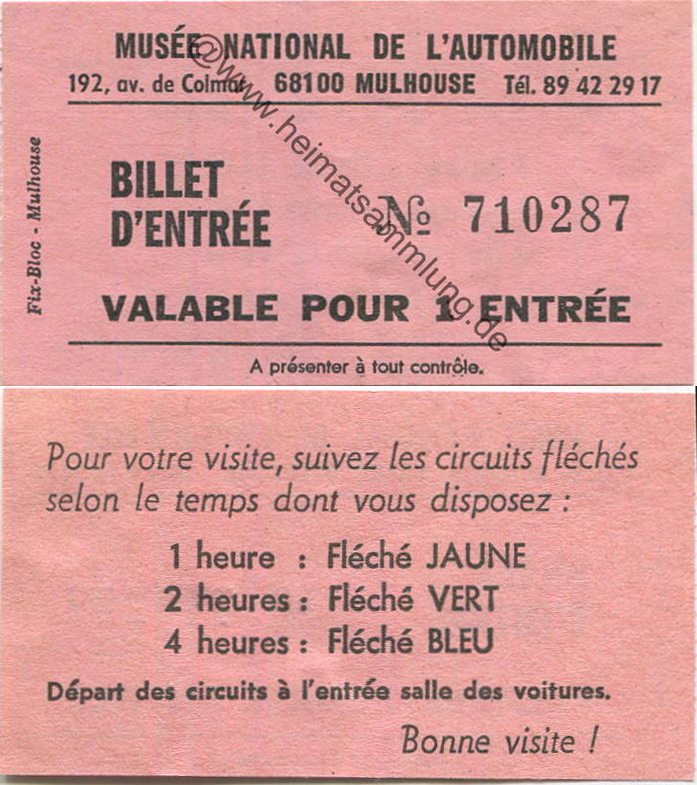 MUSÉE NATIONAL DE L'AUTOMOBILE
192, av. de Colmar 68100 MULHOUSE Tél. 89 42 29 17
Fix-Bloc - Mulhouse
BILLET
D'ENTRÉE
№ 710287
VALABLE POUR 1 ENTRÉE
A présenter à tout contrôle.
@www.heimatsammlung.de
Pour votre visite, suivez les circuits fléchés
selon le temps dont vous disposez :
1 heure : Fléché JAUNE
2 heures : Fléché VERT
4 heures : Fléché BLEU
Départ des circuits à l'entrée salle des voitures.
Bonne visite !